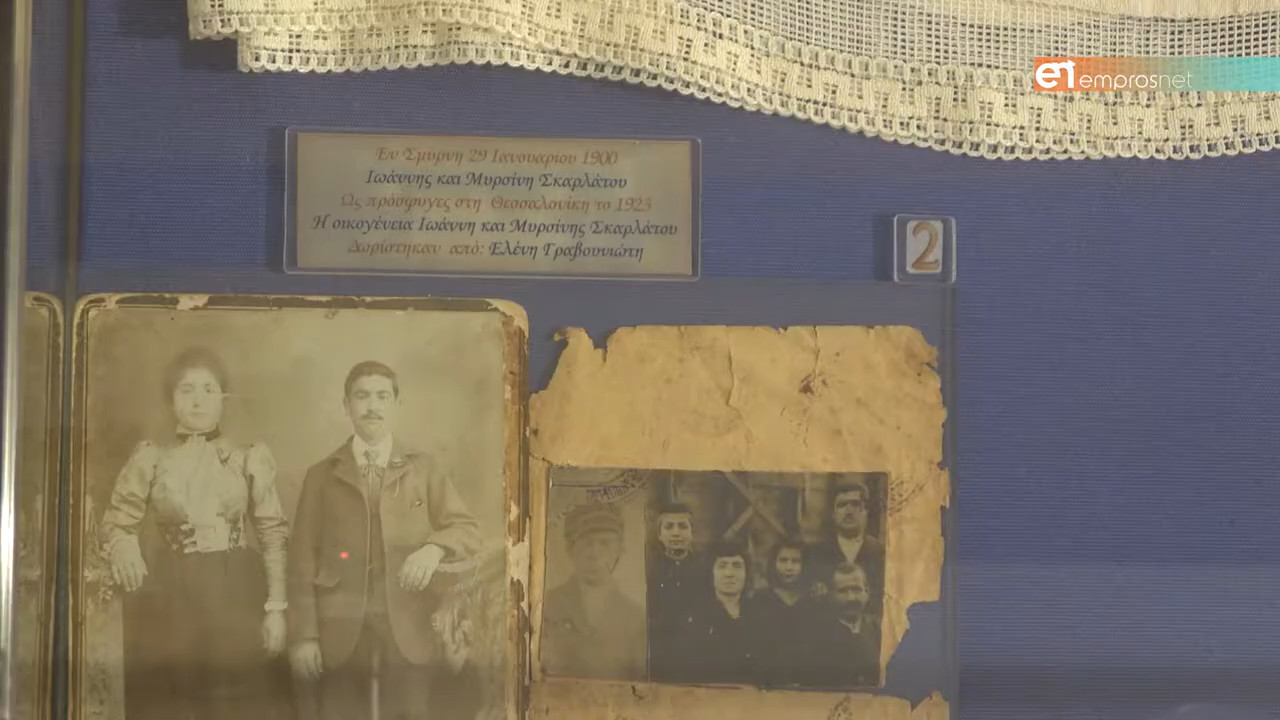 emprosnet
Εν Σμύρνη 29 Ιανουαρίου 1900
Ιωάννης και Μυρσίνη Σκαρλάτου
Ως πρόσφυγες στη Θεσσαλονίκη το 1923
Η οικογένεια Ιωάννη και Μυρσίνης Σκαρλάτου
Δωρίστηκαν από: Ελένη Γραβουνιώτη
2